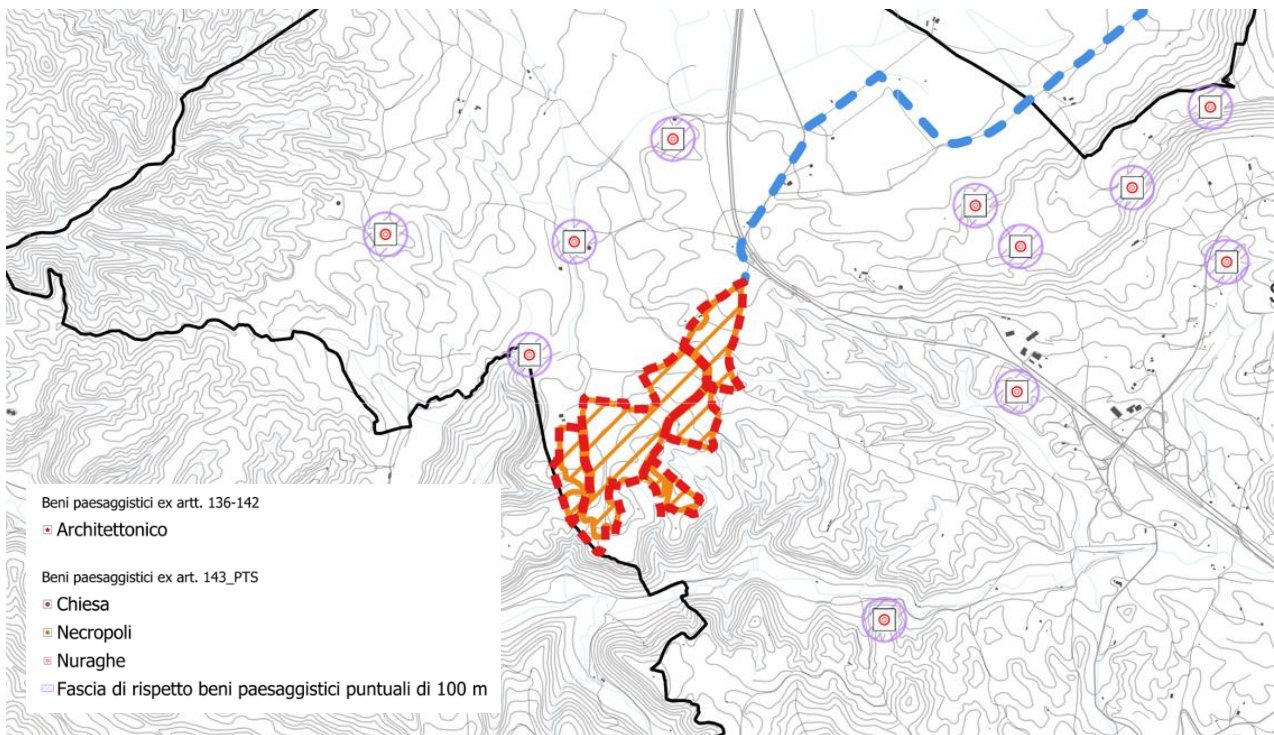 Beni paesaggistici ex artt. 136-142
Architettonico
Beni paesaggistici ex art. 143_PTS
Chiesa
Necropoli
Nuraghe
Fascia di rispetto beni paesaggistici puntuali di 100 m